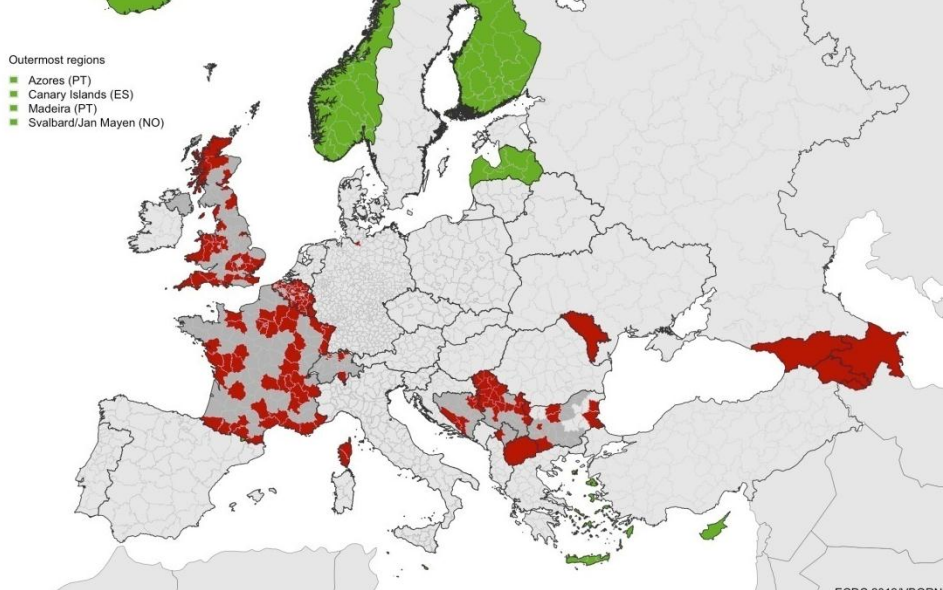 Outermost regions
Azores (PT)
Canary Islands (ES)
Madeira (PT)
Svalbard/Jan Mayen (NO)